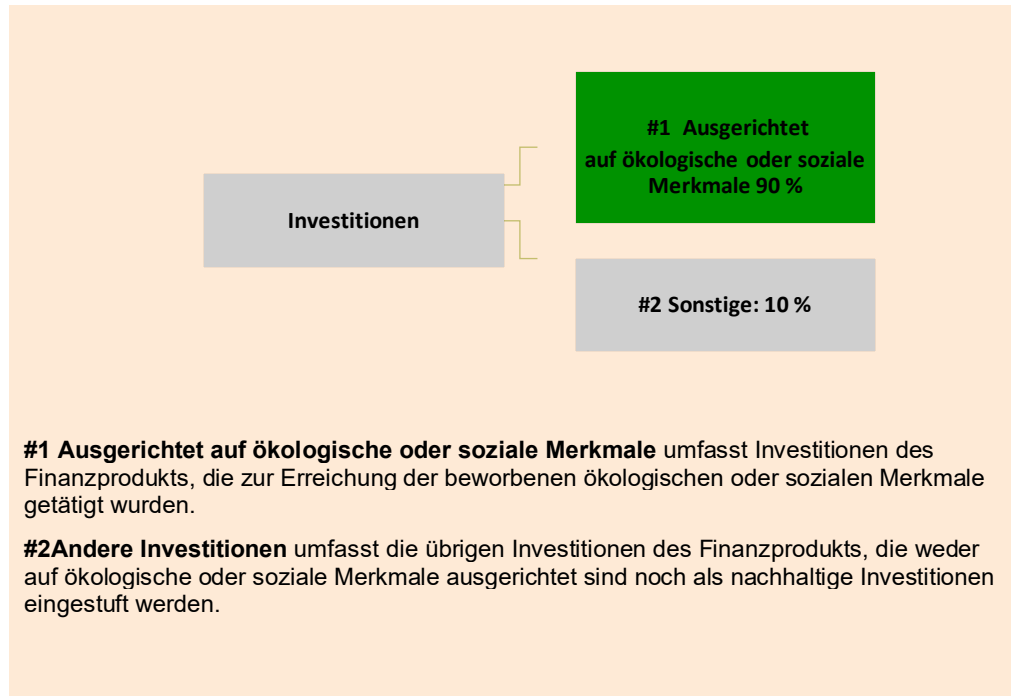 #1 Ausgerichtet
auf ökologische oder soziale
Merkmale 90 %
Investitionen
#2 Sonstige: 10 %
#1 Ausgerichtet auf ökologische oder soziale Merkmale umfasst Investitionen des
Finanzprodukts, die zur Erreichung der beworbenen ökologischen oder sozialen Merkmale
getätigt wurden.
#2Andere Investitionen umfasst die übrigen Investitionen des Finanzprodukts, die weder
auf ökologische oder soziale Merkmale ausgerichtet sind noch als nachhaltige Investitionen
eingestuft werden.